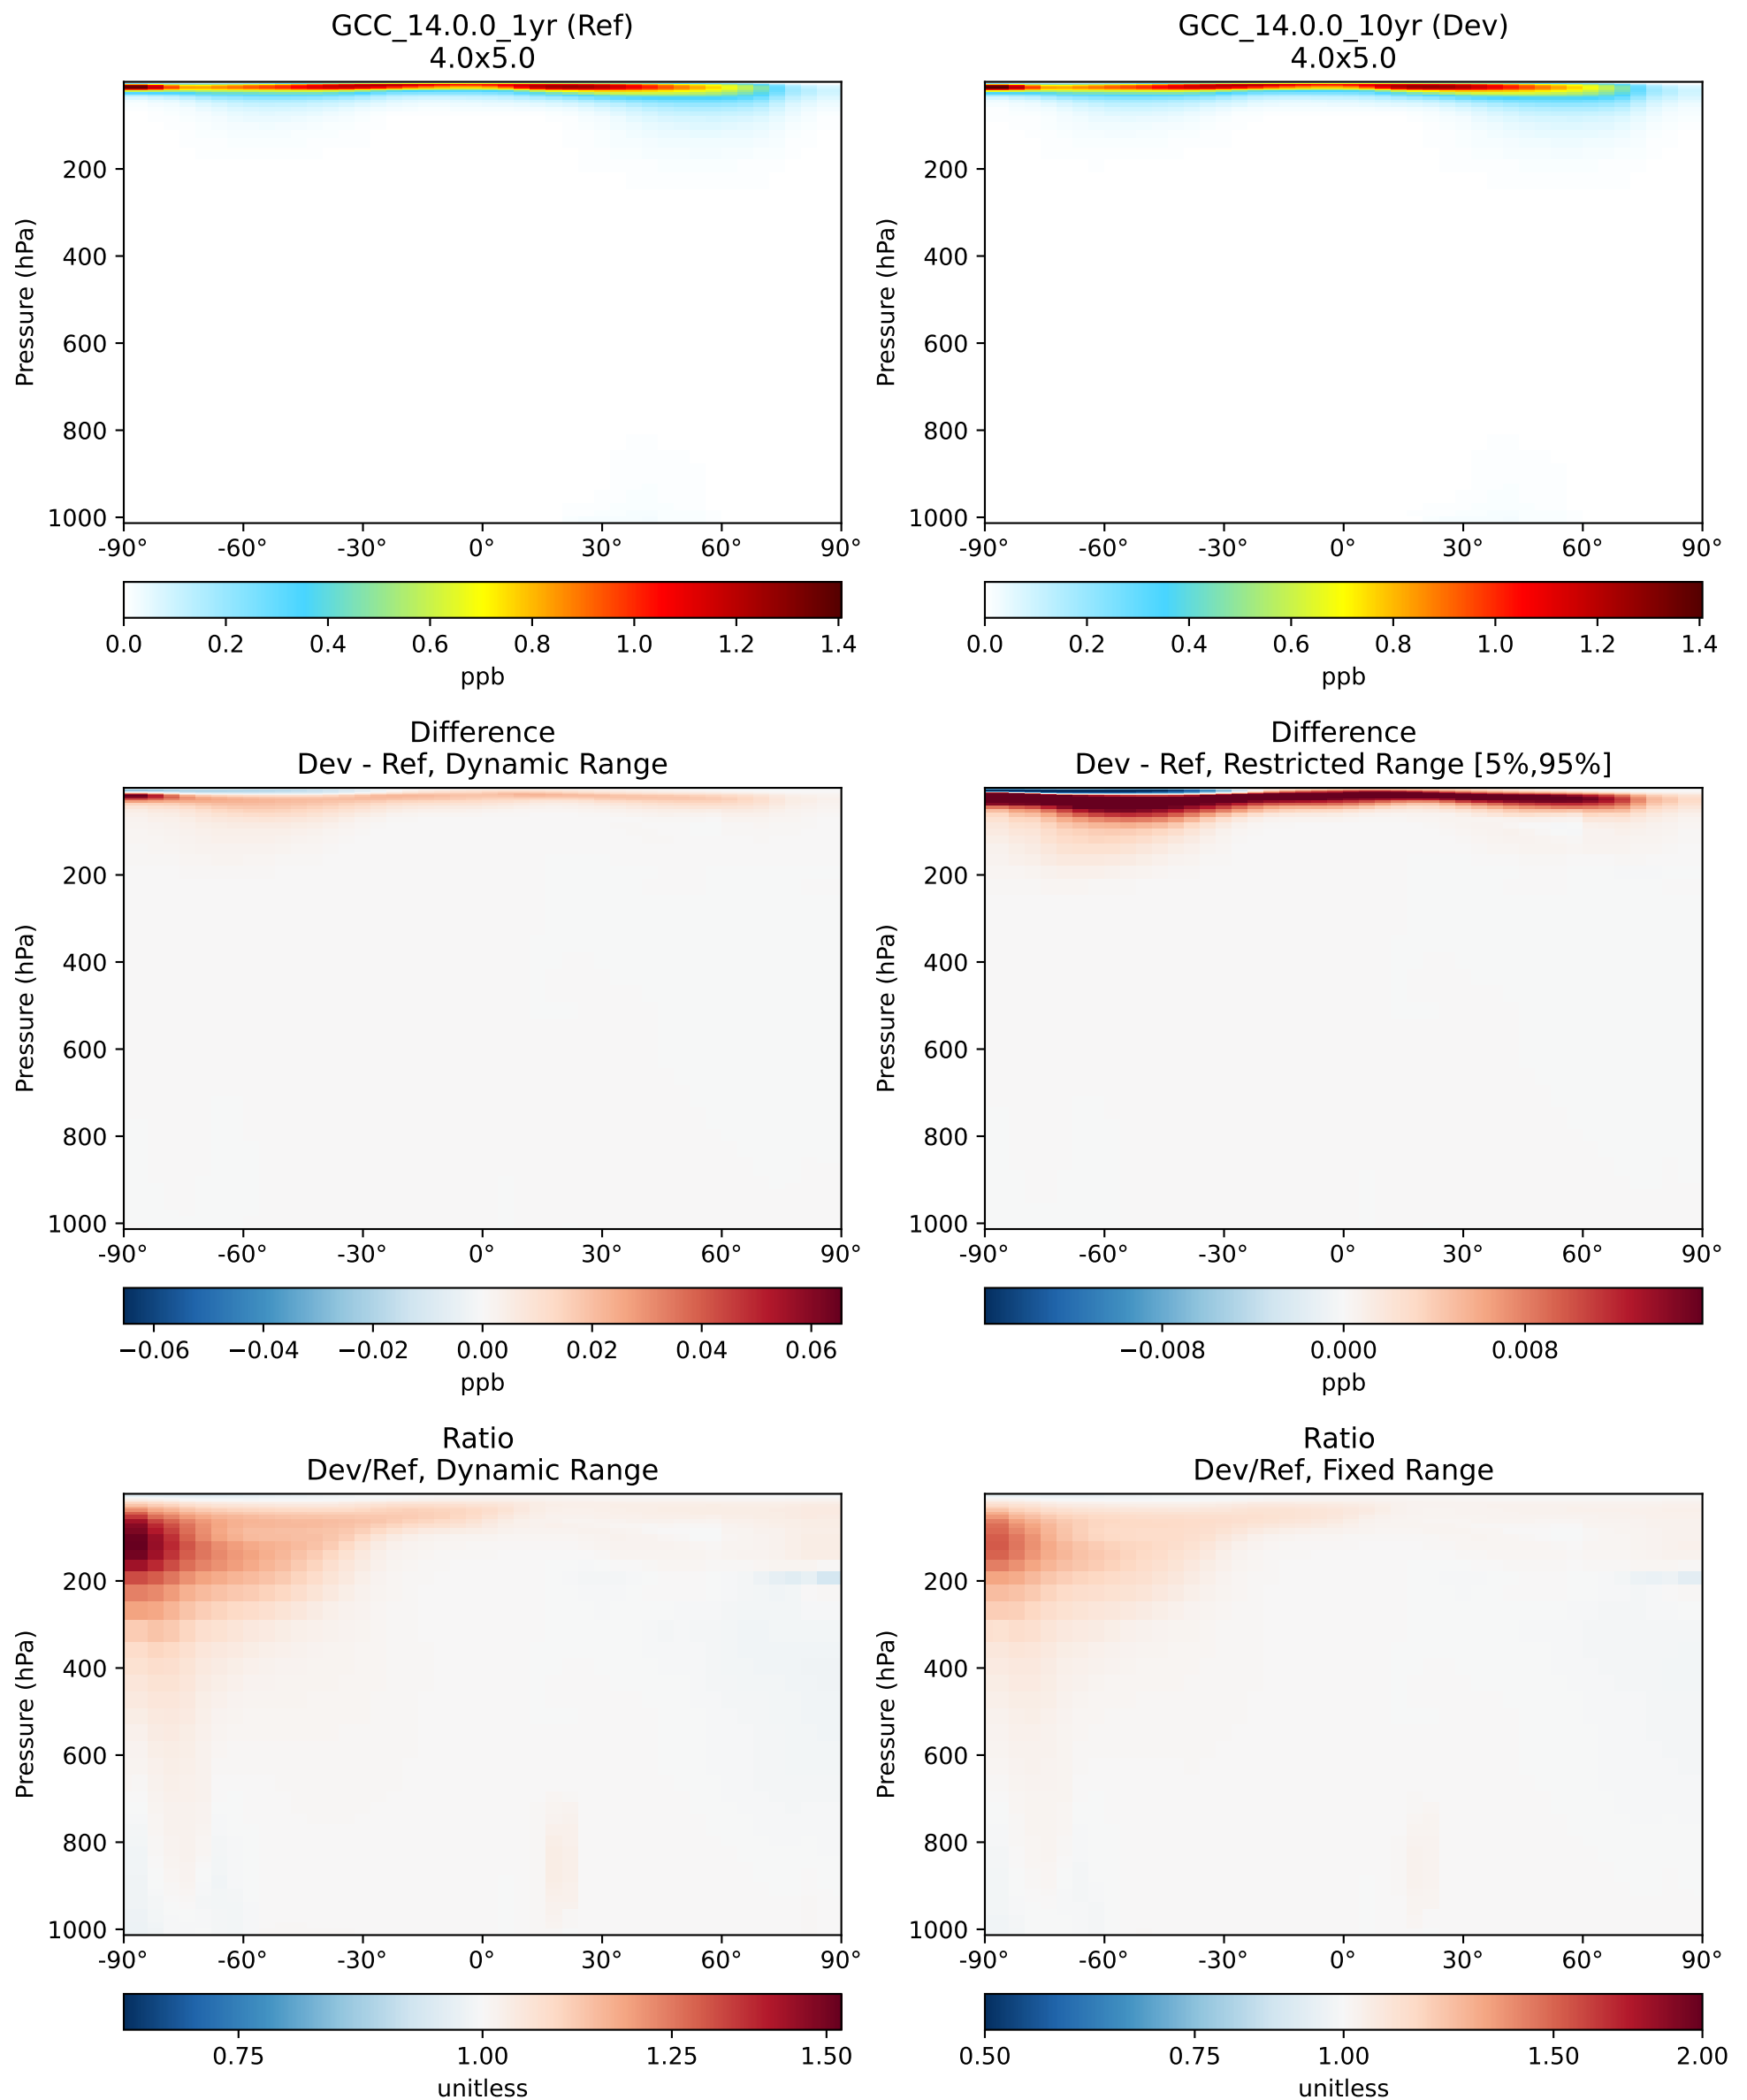 GCC_14.0.0_1yr (Ref)
4.0x5.0
Pressure (hPa)
200
400
600
800
1000
-90° -60° -30° 0° 30° 60° 90°
0.0 0.2 0.4 0.6 0.8 1.0 1.2 1.4
ppb
GCC_14.0.0_10yr (Dev)
4.0x5.0
Pressure (hPa)
200
400
600
800
1000
-90° -60° -30° 0° 30° 60° 90°
0.0 0.2 0.4 0.6 0.8 1.0 1.2 1.4
ppb
Difference
Dev - Ref, Dynamic Range
Pressure (hPa)
200
400
600
800
1000
-90° -60° -30° 0° 30° 60° 90°
−0.06 −0.04 −0.02 0.00 0.02 0.04 0.06
ppb
Difference
Dev - Ref, Restricted Range [5%,95%]
Pressure (hPa)
200
400
600
800
1000
-90° -60° -30° 0° 30° 60° 90°
−0.008 0.000 0.008
ppb
Ratio
Dev/Ref, Dynamic Range
Pressure (hPa)
200
400
600
800
1000
-90° -60° -30° 0° 30° 60° 90°
0.75 1.00 1.25 1.50
unitless
Ratio
Dev/Ref, Fixed Range
Pressure (hPa)
200
400
600
800
1000
-90° -60° -30° 0° 30° 60° 90°
0.50 0.75 1.00 1.50 2.00
unitless